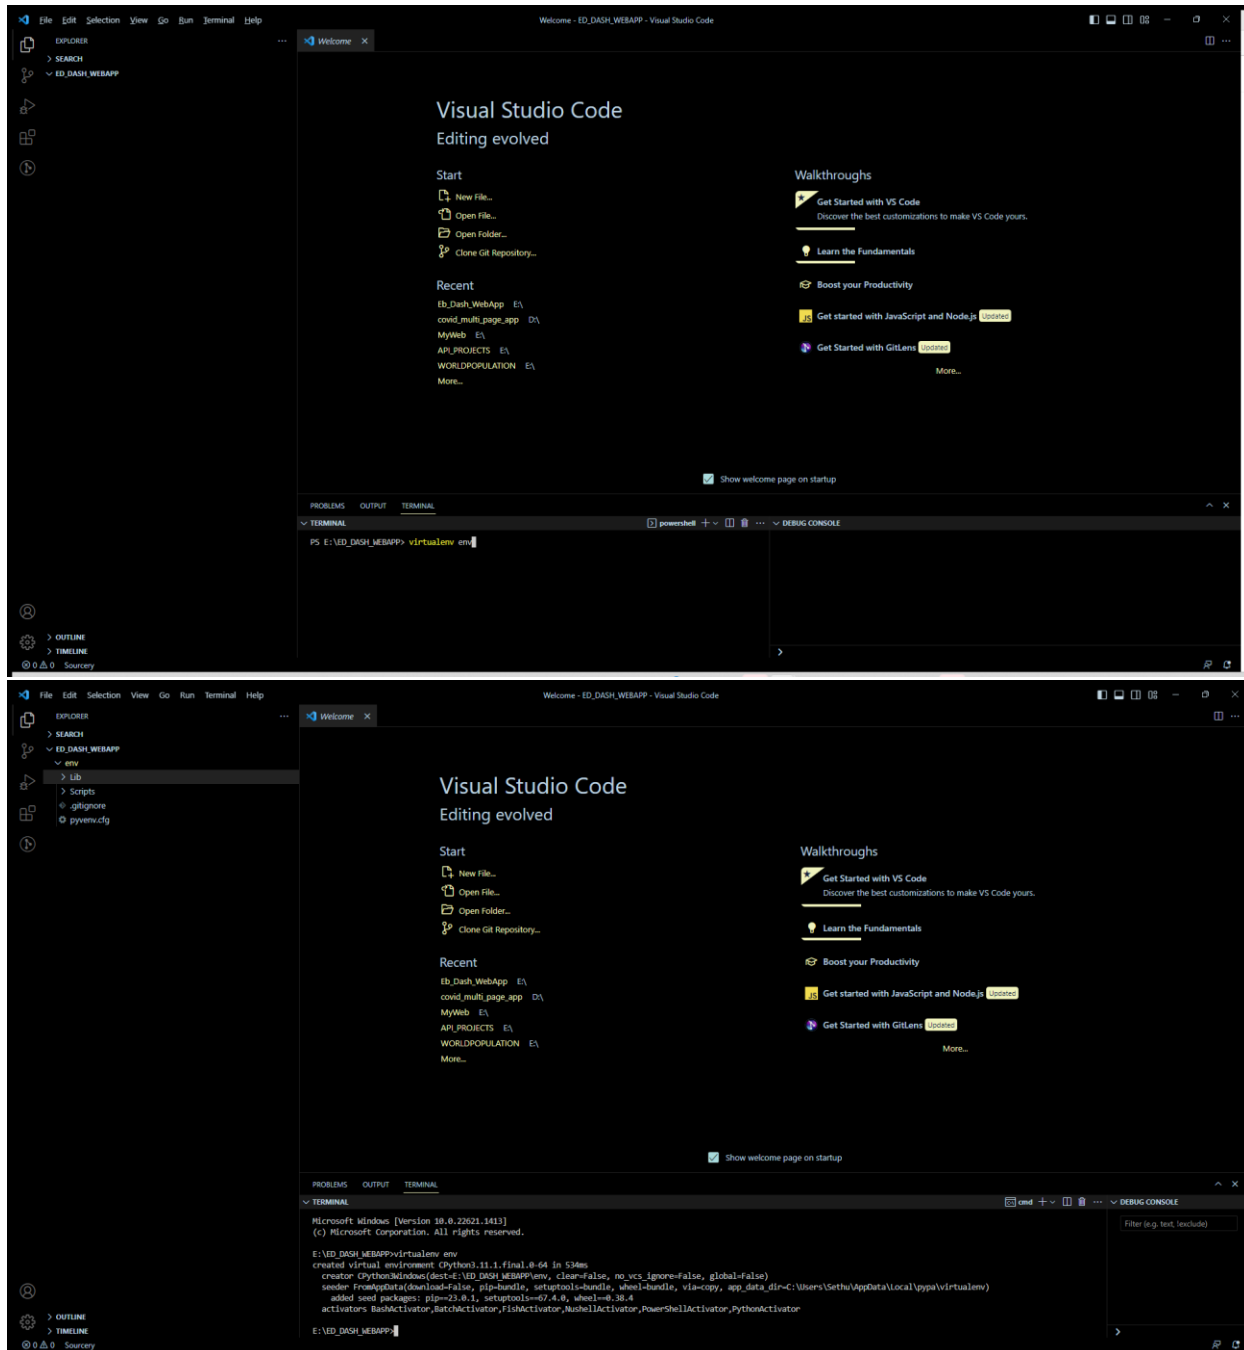 File Edit Selection View Go Run Terminal Help
Welcome - ED_DASH_WEBAPP - Visual Studio Code
EXPLORER
Welcome
SEARCH
ED_DASH_WEBAPP
Visual Studio Code
Editing evolved
Start
New File...
Open File...
Open Folder...
Clone Git Repository...
Recent
Eb_Dash_WebApp E:\
covid_multi_page_app D:\
MyWeb E:\
API_PROJECTS E:\
WORLDPOPULATION E:\
More...
Walkthroughs
Get Started with VS Code
Discover the best customizations to make VS Code yours.
Learn the Fundamentals
Boost your Productivity
JS Get started with JavaScript and Node.js Updated
Get Started with GitLens Updated
More...
Show welcome page on startup
PROBLEMS OUTPUT TERMINAL
TERMINAL
powershell
DEBUG CONSOLE
PS E:\ED_DASH_WEBAPP> virtualenv env
OUTLINE
TIMELINE
0 0 Sourcery
File Edit Selection View Go Run Terminal Help
Welcome - ED_DASH_WEBAPP - Visual Studio Code
EXPLORER
Welcome
SEARCH
ED_DASH_WEBAPP
env
Lib
Scripts
.gitignore
pyvenv.cfg
Visual Studio Code
Editing evolved
Start
New File...
Open File...
Open Folder...
Clone Git Repository...
Recent
Eb_Dash_WebApp E:\
covid_multi_page_app D:\
MyWeb E:\
API_PROJECTS E:\
WORLDPOPULATION E:\
More...
Walkthroughs
Get Started with VS Code
Discover the best customizations to make VS Code yours.
Learn the Fundamentals
Boost your Productivity
JS Get started with JavaScript and Node.js Updated
Get Started with GitLens Updated
More...
Show welcome page on startup
PROBLEMS OUTPUT TERMINAL
TERMINAL
cmd
DEBUG CONSOLE
Filter (e.g. text, !exclude)
Microsoft Windows [Version 10.0.22621.1413]
(c) Microsoft Corporation. All rights reserved.
E:\ED_DASH_WEBAPP>virtualenv env
created virtual environment CPython3.11.1.final.0-64 in 534ms
creator CPython3Windows(dest=E:\ED_DASH_WEBAPP\env, clear=False, no_vcs_ignore=False, global=False)
seeder FromAppData(download=False, pip=bundle, setuptools=bundle, wheel=bundle, via=copy, app_data_dir=C:\Users\Sethu\AppData\Local\pypa\virtualenv)
added seed packages: pip==23.0.1, setuptools==67.4.0, wheel==0.38.4
activators BashActivator,BatchActivator,FishActivator,NushellActivator,PowerShellActivator,PythonActivator
E:\ED_DASH_WEBAPP>
OUTLINE
TIMELINE
0 0 Sourcery